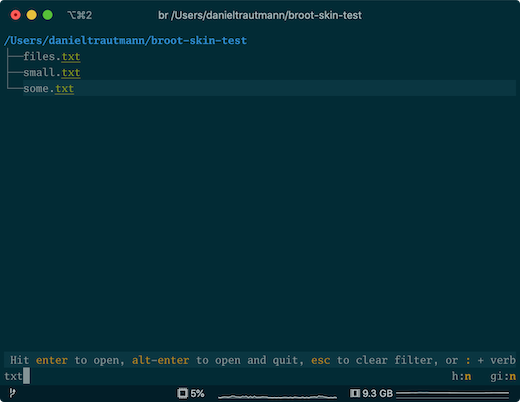 ⌥⌘2 br /Users/danieltrautmann/broot-skin-test
/Users/danieltrautmann/broot-skin-test
├──files.txt
├──small.txt
└──some.txt
Hit enter to open, alt-enter to open and quit, esc to clear filter, or : + verb
txt h:n gi:n
5% 9.3 GB